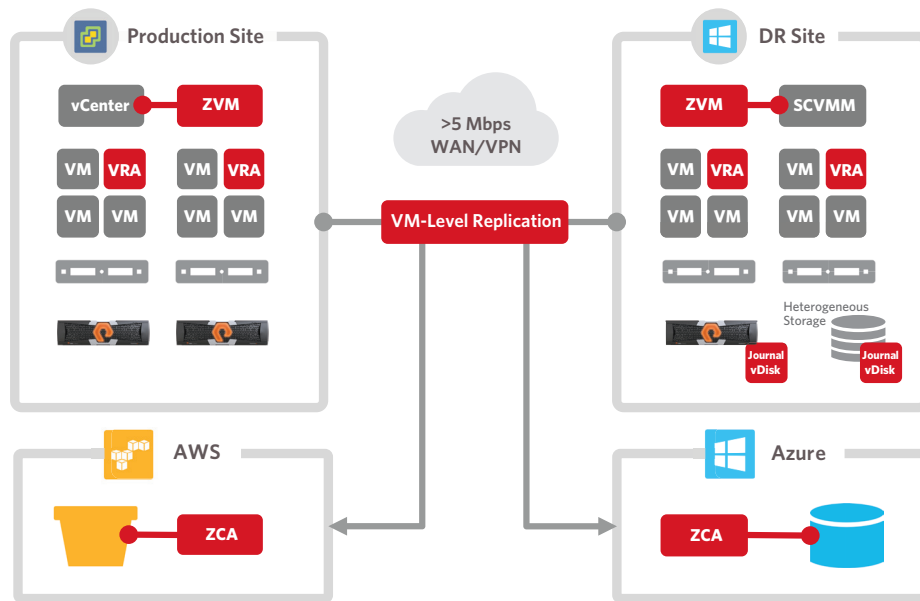 Production Site
DR Site
vCenter
ZVM
>5 Mbps
WAN/VPN
ZVM
SCVMM
VM
VRA
VM
VRA
VM
VRA
VM
VRA
VM
VM
VM
VM
VM-Level Replication
VM
VM
VM
VM
Heterogeneous
Storage
Journal
vDisk
Journal
vDisk
AWS
Azure
ZCA
ZCA